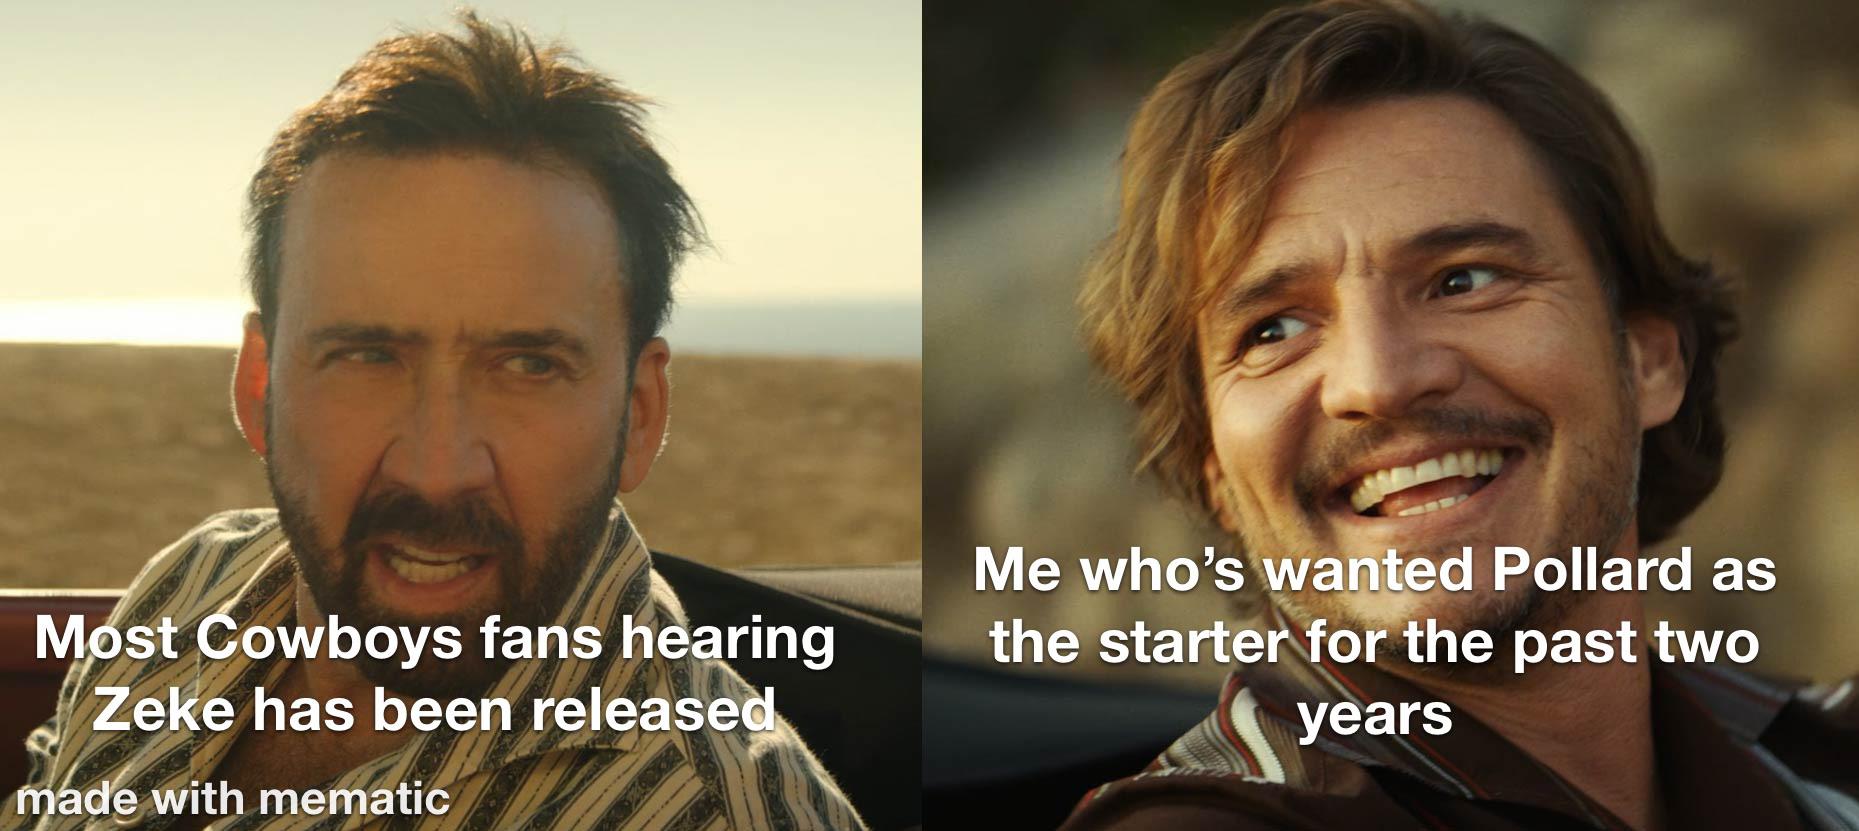 Most Cowboys fans hearing
Zeke has been released
made with mematic
Me who’s wanted Pollard as
the starter for the past two
years